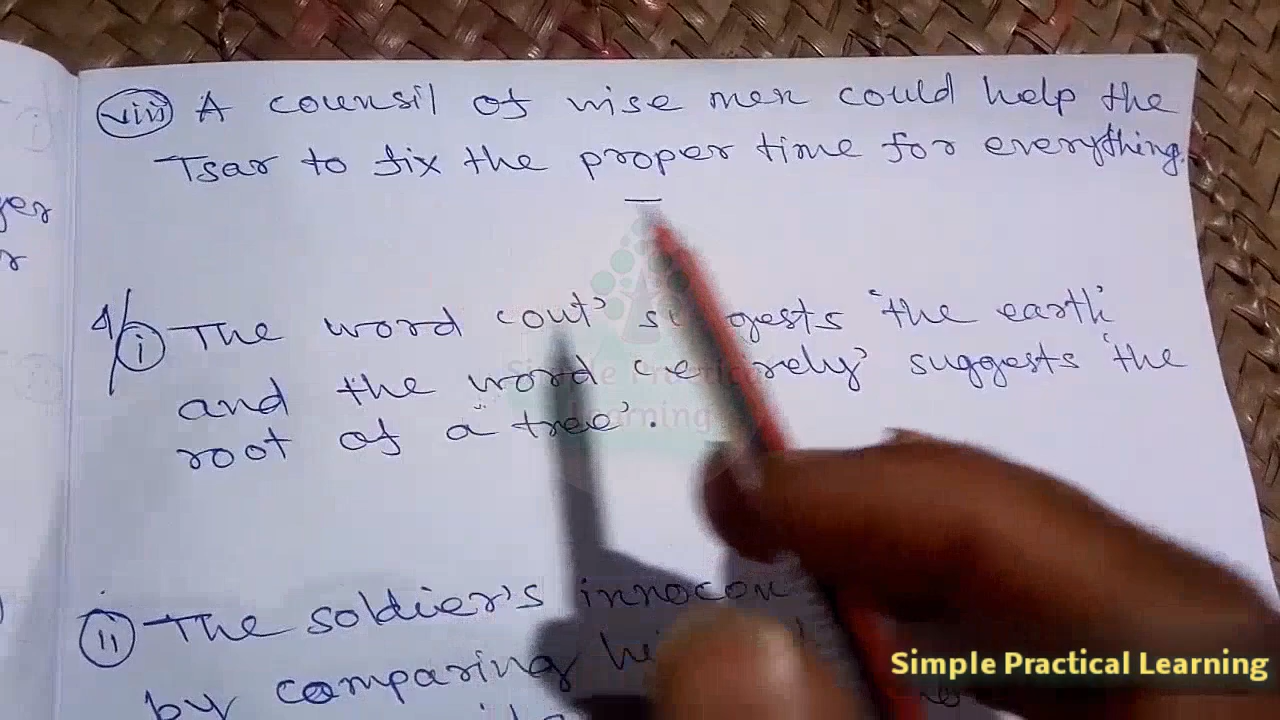 viii A counsil of wise men could help the
Tsar to fix the proper time for everything.
4/ i The word 'out' suggests 'the earth'
and the word suggests 'the
root of a 'tree'.
ii The soldier's
by comparing
Simple Practical Learning